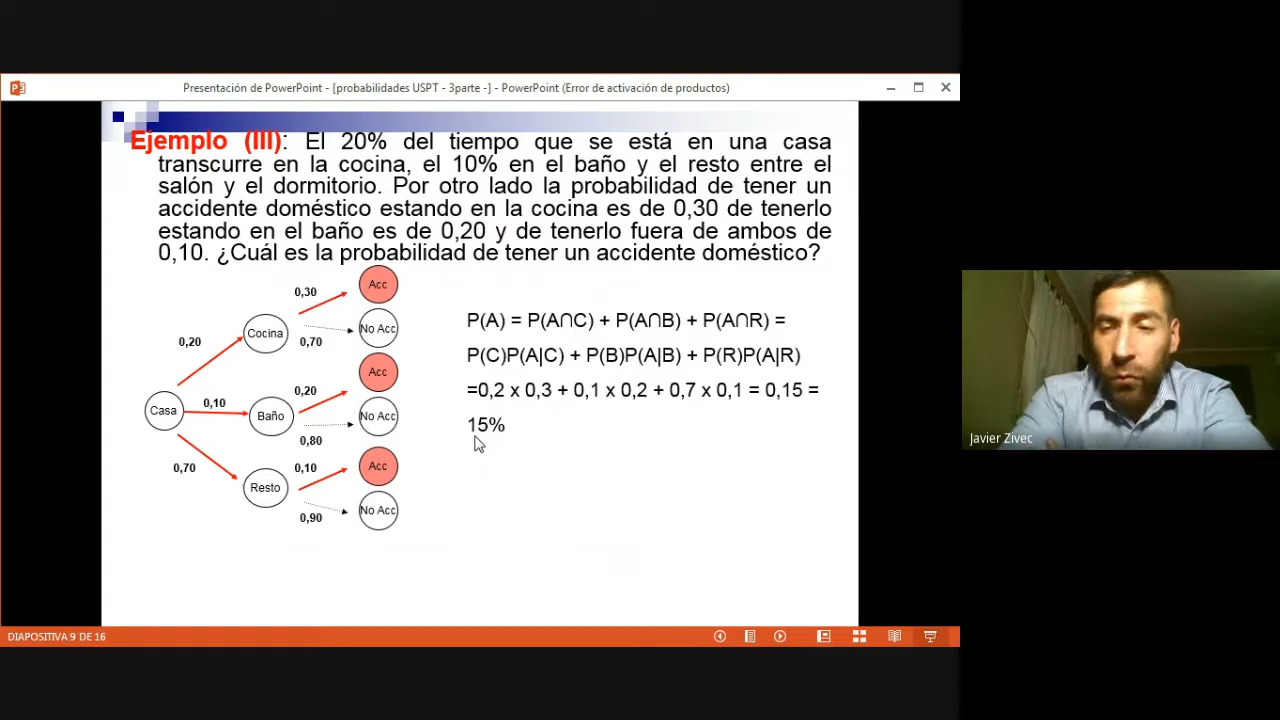 Presentación de PowerPoint - [probabilidades USPT - 3parte -] - PowerPoint (Error de activación de productos)
Ejemplo (III): El 20% del tiempo que se está en una casa
transcurre en la cocina, el 10% en el baño y el resto entre el
salón y el dormitorio. Por otro lado la probabilidad de tener un
accidente doméstico estando en la cocina es de 0,30 de tenerlo
estando en el baño es de 0,20 y de tenerlo fuera de ambos de
0,10. ¿Cuál es la probabilidad de tener un accidente doméstico?
0,30
Acc
Cocina
No Acc
0,20
0,70
Acc
0,20
0,10
Casa
Baño
No Acc
0,80
0,70
0,10
Acc
Resto
No Acc
0,90
P(A) = P(A∩C) + P(A∩B) + P(A∩R) =
P(C)P(A|C) + P(B)P(A|B) + P(R)P(A|R)
=0,2 x 0,3 + 0,1 x 0,2 + 0,7 x 0,1 = 0,15 =
15%
Javier Zivec
DIAPOSITIVA 9 DE 16